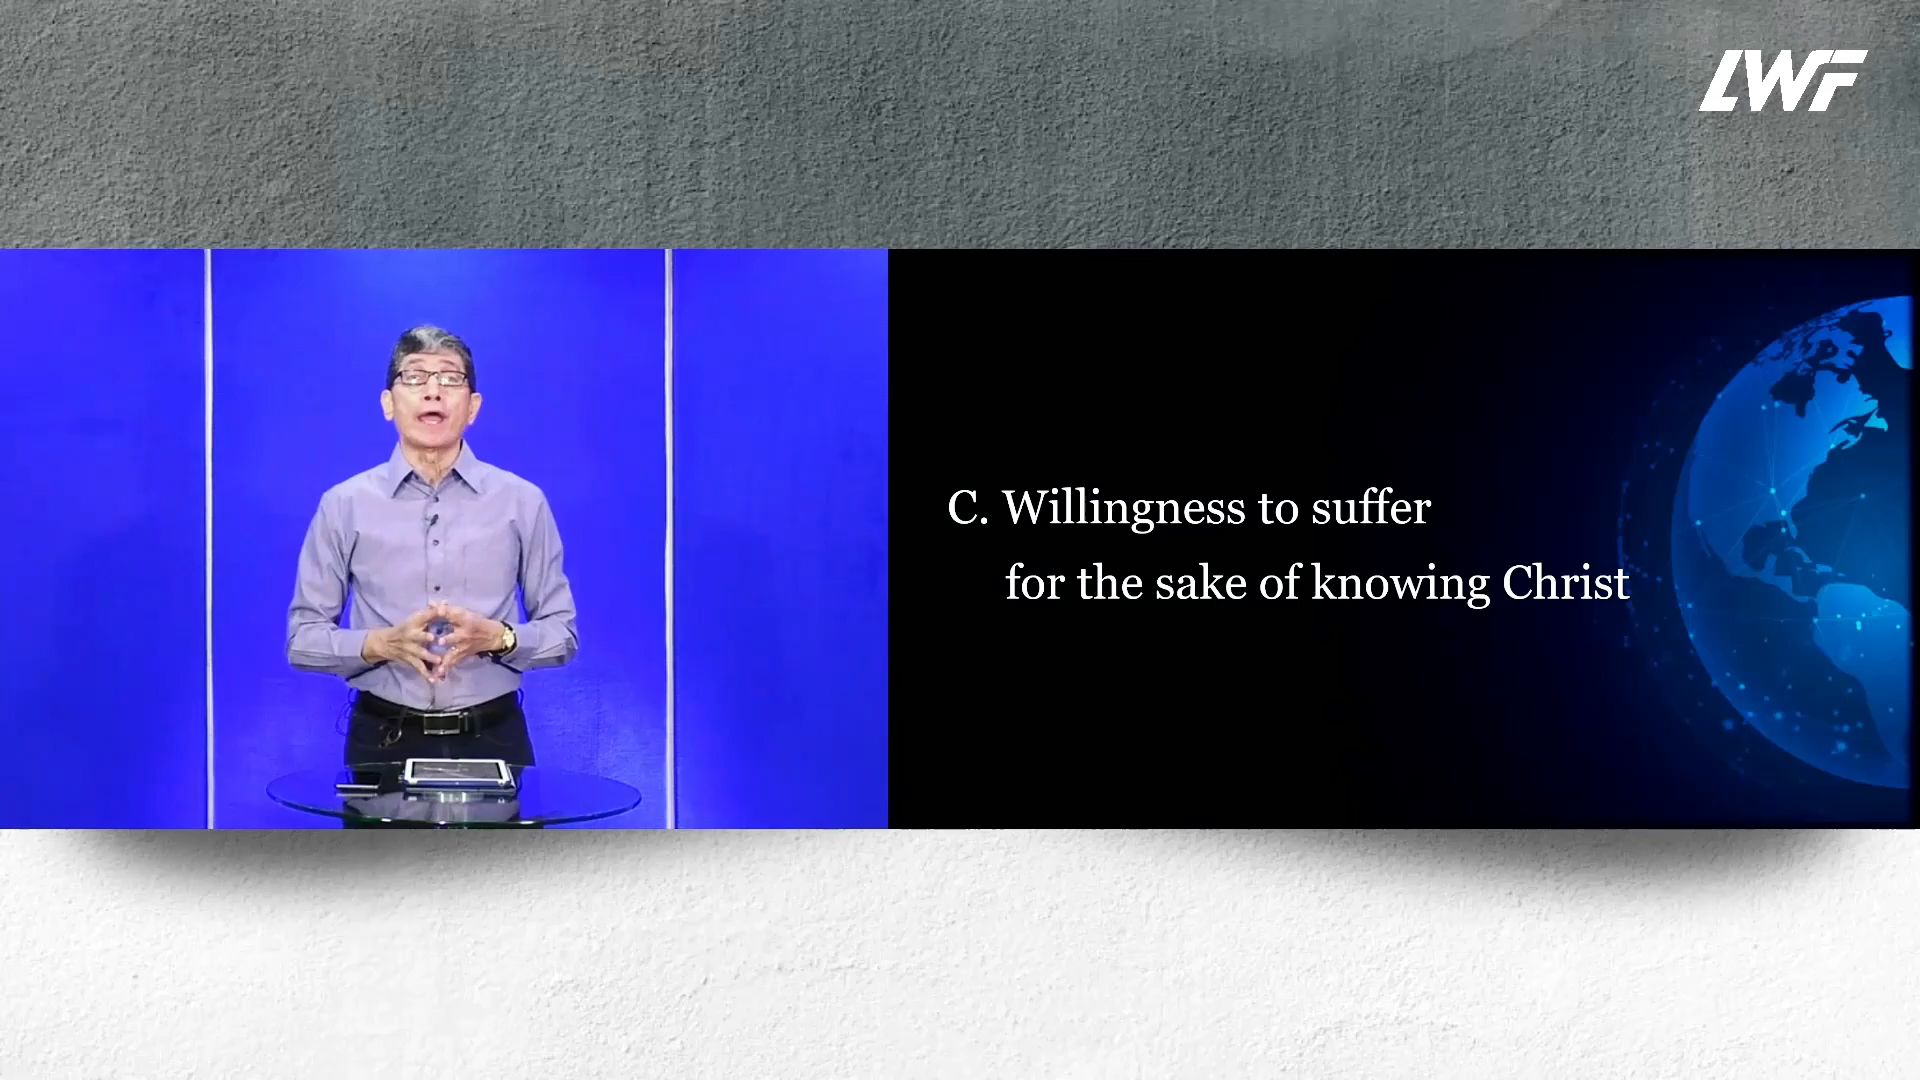 LWF
C. Willingness to suffer
for the sake of knowing Christ